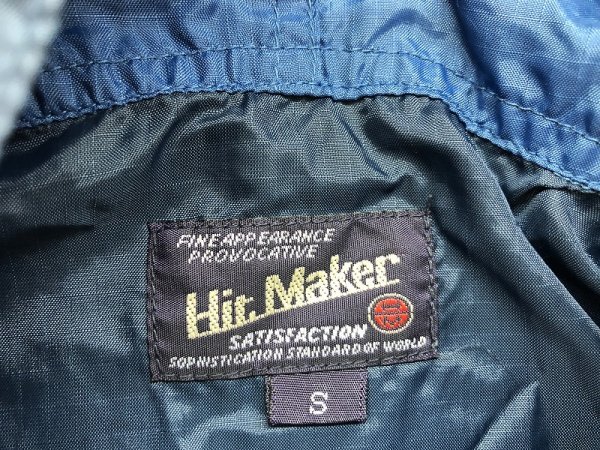 FINE APPEARANCE
PROVOCATIVE
Hit Maker
SATISFACTION
SOPHISTICATION STANDARD OF WORLD
S